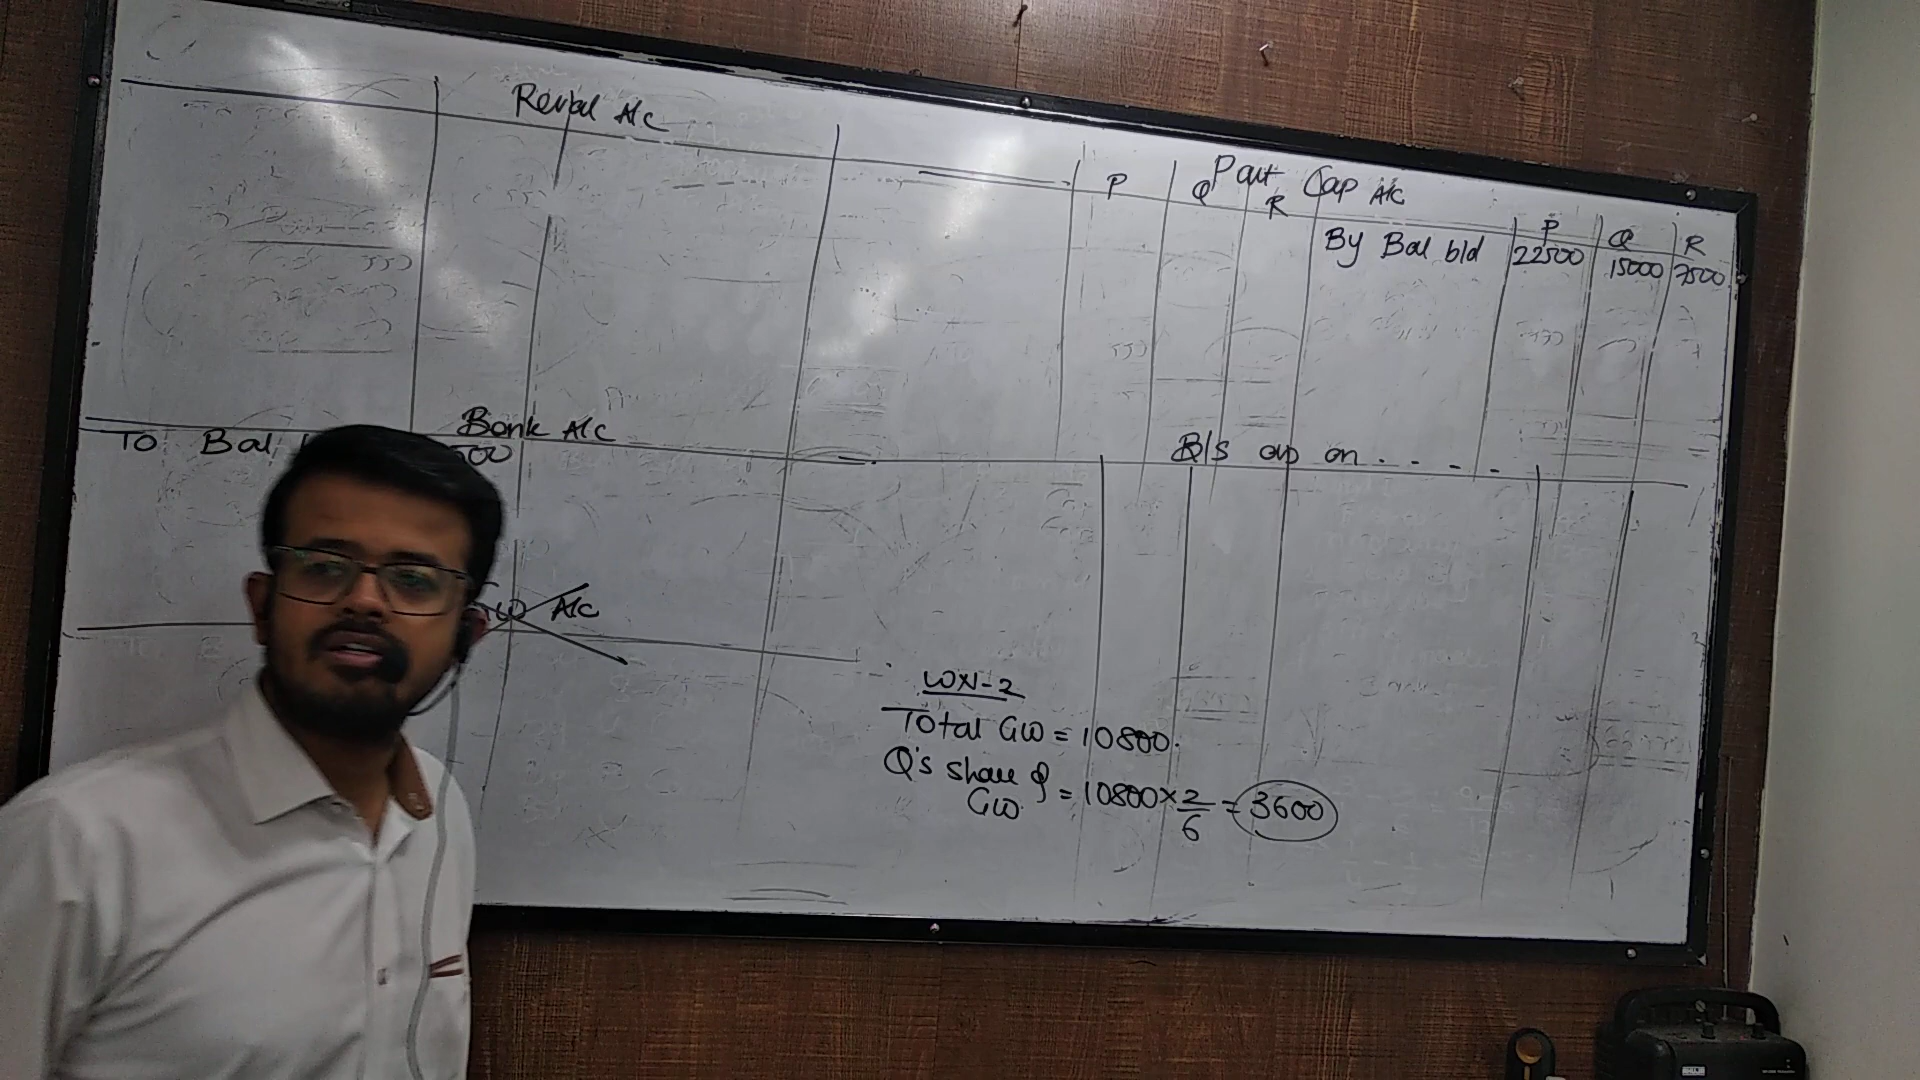 Reval A/c
Part Cap A/c
P Q R
P Q R
By Bal b/d 22500 15000 7500
Bank A/c
To Bal
B/S as on - - - -
GW A/c
WN-2
Total GW = 10800.
Q's share of GW = 10800 × 2/6 = 3600